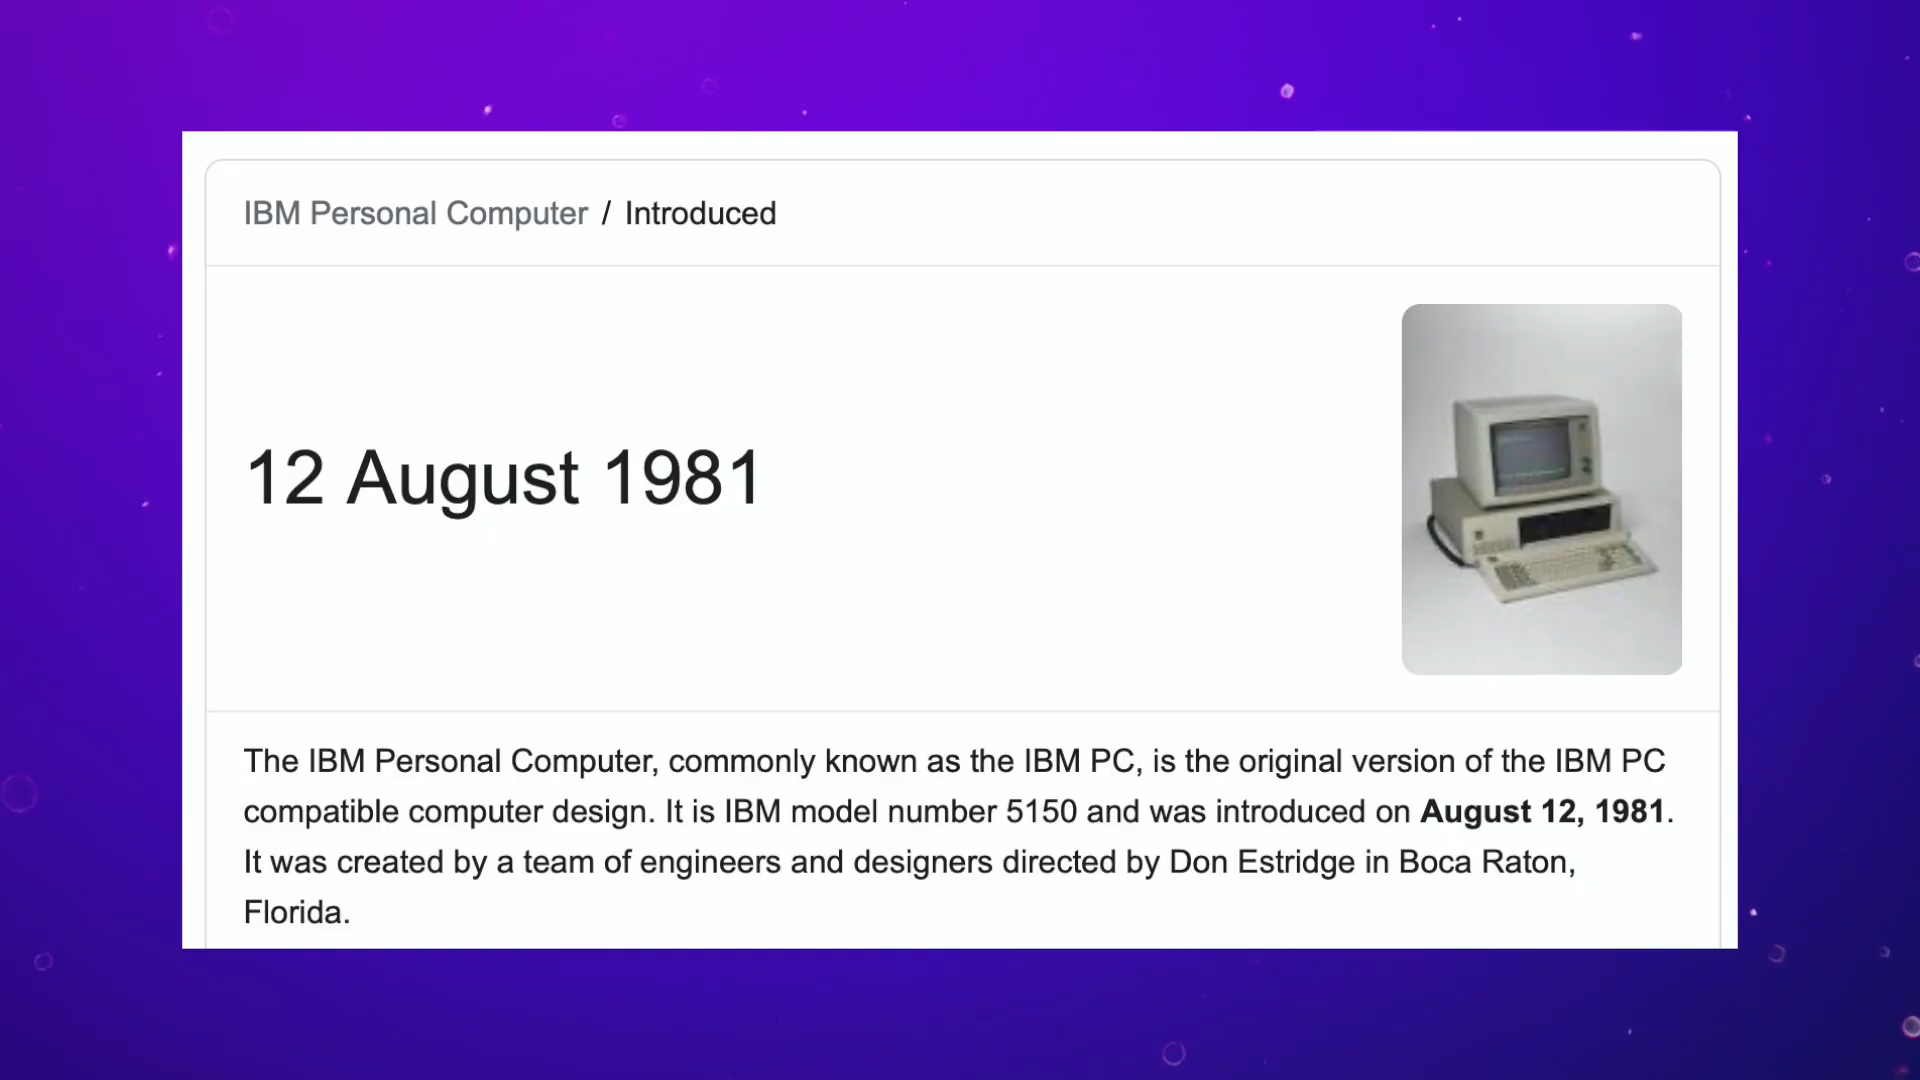 IBM Personal Computer / Introduced
12 August 1981
The IBM Personal Computer, commonly known as the IBM PC, is the original version of the IBM PC
compatible computer design. It is IBM model number 5150 and was introduced on August 12, 1981.
It was created by a team of engineers and designers directed by Don Estridge in Boca Raton,
Florida.